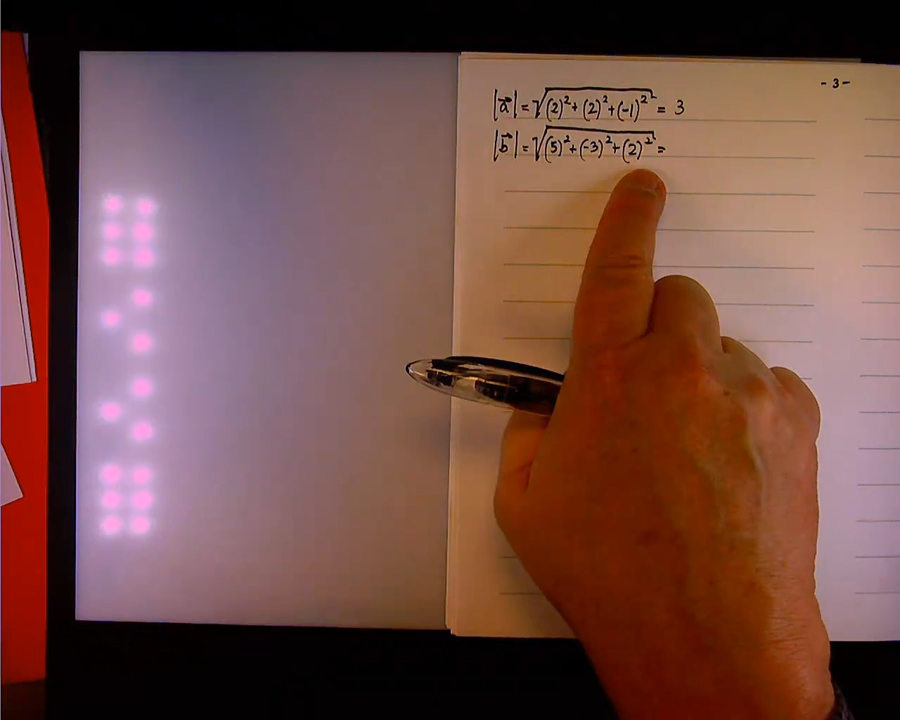 - 3 -
|a⃗| = √(2)² + (2)² + (-1)² = 3
|b⃗| = √(5)² + (-3)² + (2)² =